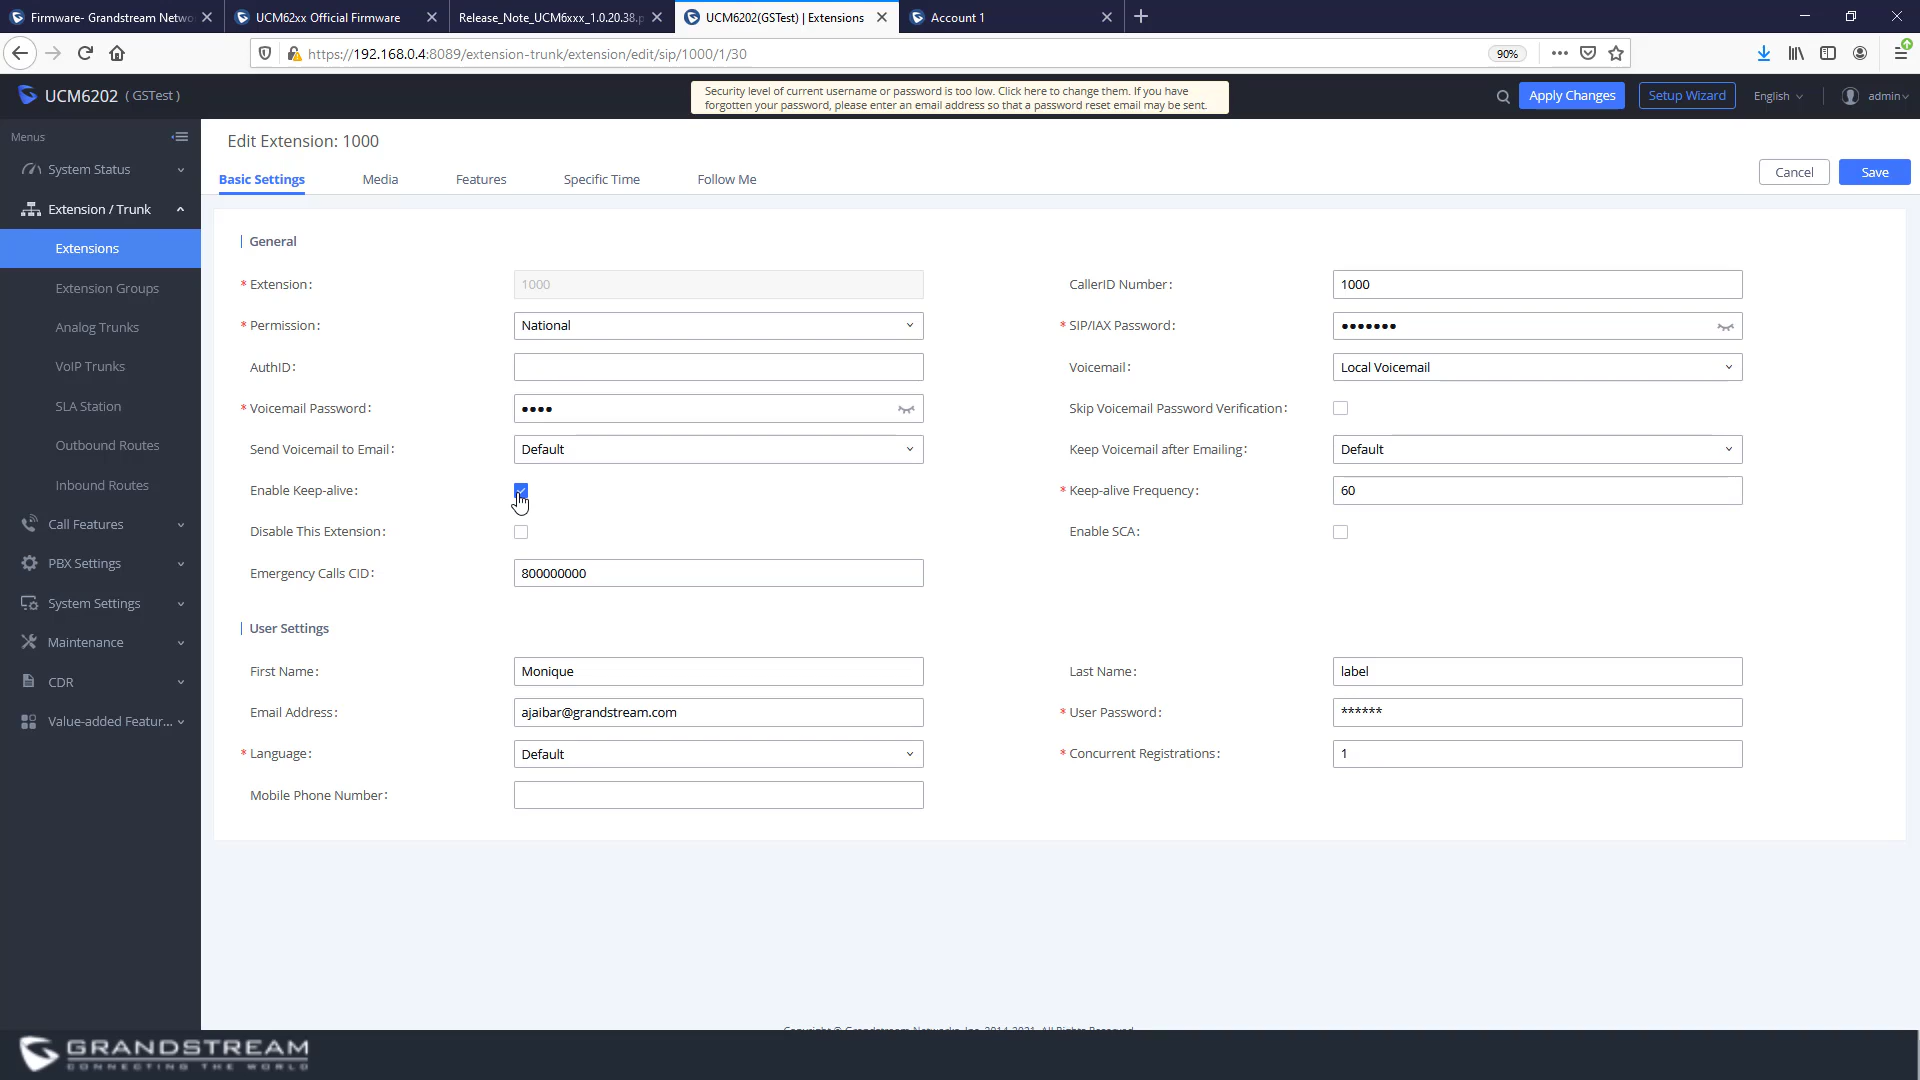 Firmware- Grandstream Netwo
UCM62xx Official Firmware
Release_Note_UCM6xxx_1.0.20.38.p
UCM6202(GSTest) | Extensions
Account 1
https://192.168.0.4:8089/extension-trunk/extension/edit/sip/1000/1/30
90%
UCM6202 ( GSTest )
Security level of current username or password is too low. Click here to change them. If you have
forgotten your password, please enter an email address so that a password reset email may be sent.
Apply Changes
Setup Wizard
English
admin
Menus
System Status
Extension / Trunk
Extensions
Extension Groups
Analog Trunks
VoIP Trunks
SLA Station
Outbound Routes
Inbound Routes
Call Features
PBX Settings
System Settings
Maintenance
CDR
Value-added Featur...
Edit Extension: 1000
Basic Settings
Media
Features
Specific Time
Follow Me
Cancel
Save
General
* Extension: 1000
CallerID Number: 1000
* Permission: National
* SIP/IAX Password: •••••••
AuthID:
Voicemail: Local Voicemail
* Voicemail Password: ••••
Skip Voicemail Password Verification:
Send Voicemail to Email: Default
Keep Voicemail after Emailing: Default
Enable Keep-alive:
* Keep-alive Frequency: 60
Disable This Extension:
Enable SCA:
Emergency Calls CID: 800000000
User Settings
First Name: Monique
Last Name: label
Email Address: ajaibar@grandstream.com
* User Password: ******
* Language: Default
* Concurrent Registrations: 1
Mobile Phone Number:
Copyright © Grandstream Networks, Inc. 2014-2021. All Rights Reserved.
GRANDSTREAM
CONNECTING THE WORLD